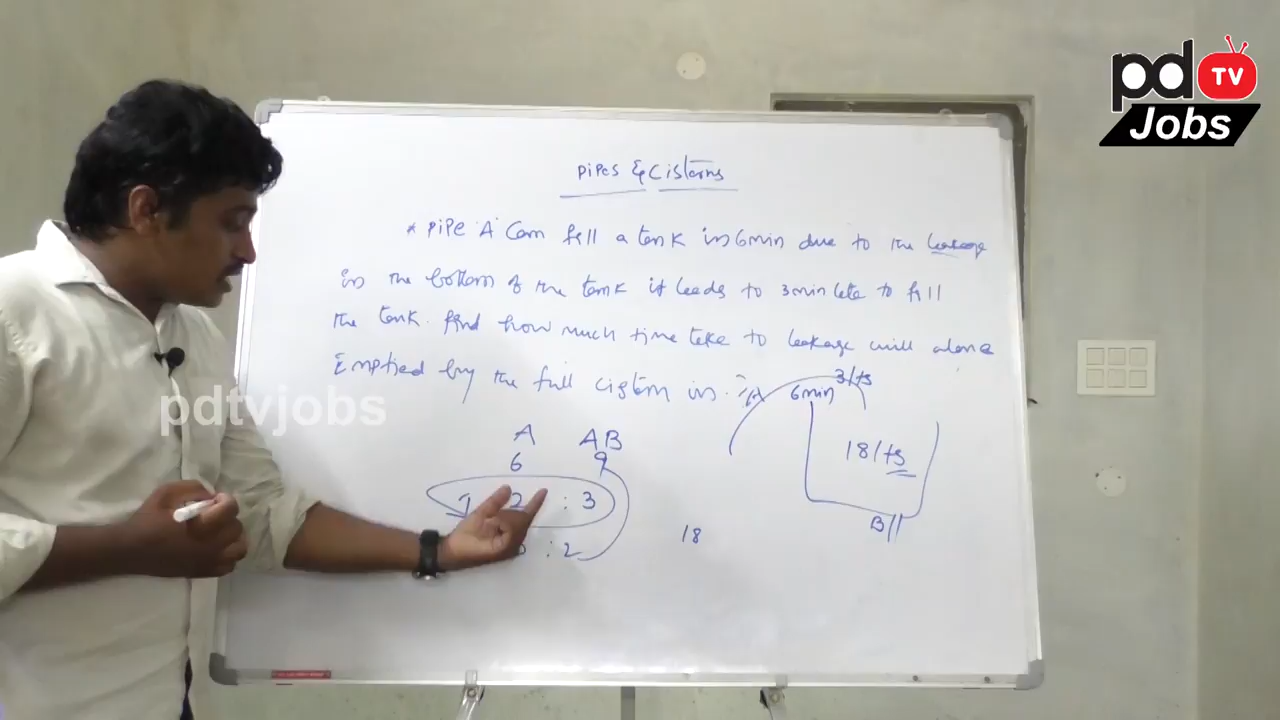 pd TV
Jobs
Pipes & Cisterns
* PiPe 'A' Can fill a tank in 6min due to the leakage
in the bottom of the tank it leads to 3min late to fill
the tank. find how much time take to leakage will alone
Emptied by the full cistern in.
3/ts
6min
pdtvjobs
A AB
6 9
T 2 : 3
: 2
18
18/ts
B